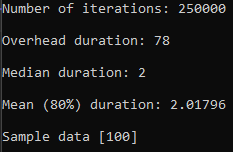 Number of iterations: 250000
Overhead duration: 78
Median duration: 2
Mean (80%) duration: 2.01796
Sample data [100]